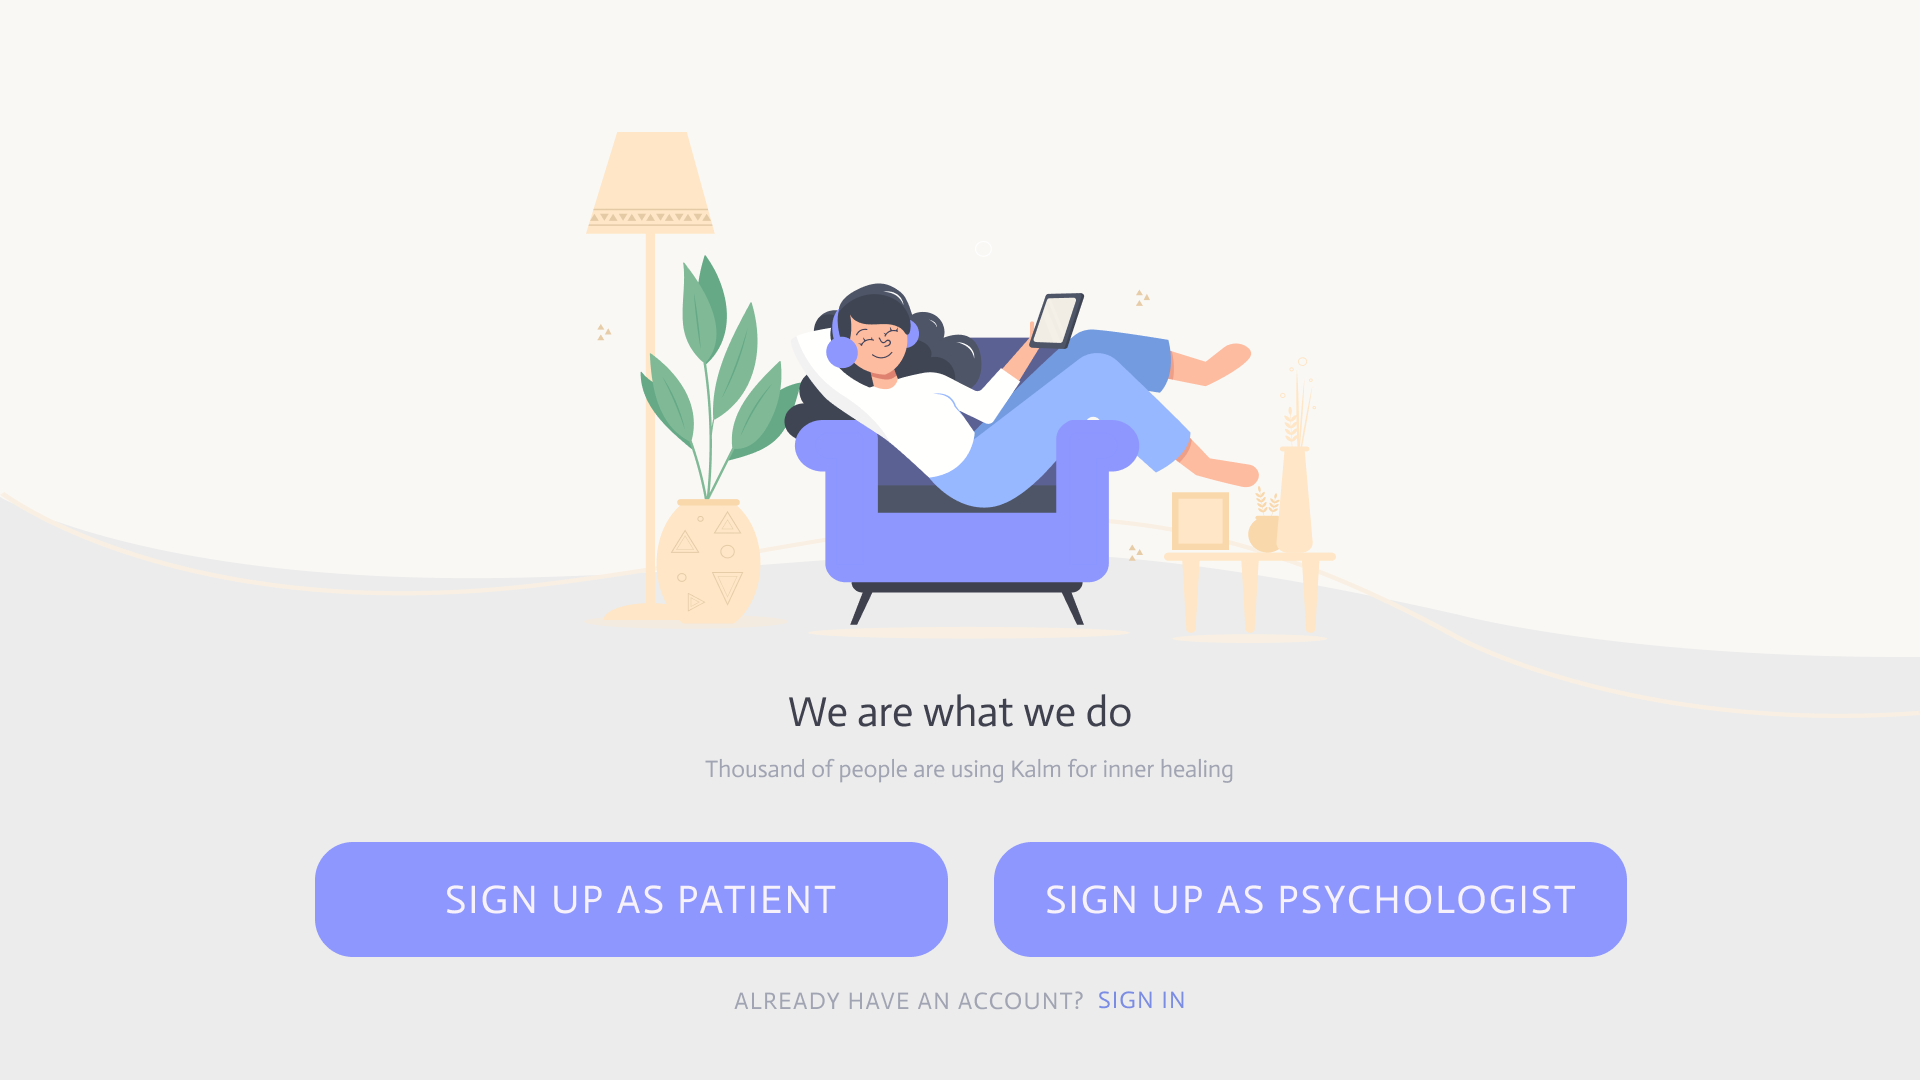 We are what we do
Thousand of people are using Kalm for inner healing
SIGN UP AS PATIENT
SIGN UP AS PSYCHOLOGIST
ALREADY HAVE AN ACCOUNT? SIGN IN